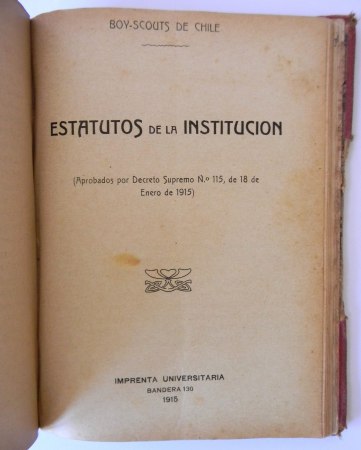 BOY-SCOUTS DE CHILE
ESTATUTOS DE LA INSTITUCION
(Aprobados por Decreto Supremo N.o 115, de 18 de
Enero de 1915)
IMPRENTA UNIVERSITARIA
BANDERA 130
1915